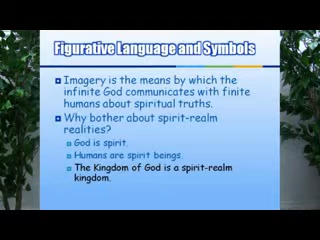 Figurative Language and Symbols
Imagery is the means by which the
infinite God communicates with finite
humans about spiritual truths.
Why bother about spirit-realm
realities?
God is spirit.
Humans are spirit beings.
The Kingdom of God is a spirit-realm
kingdom.